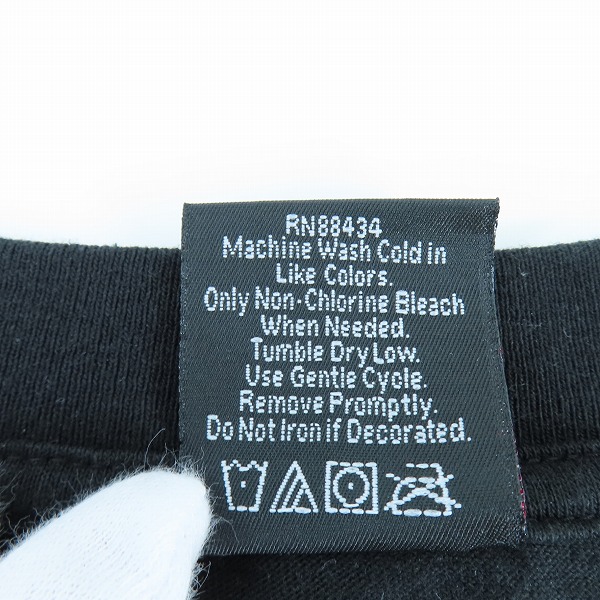 RN88434
Machine Wash Cold in
Like Colors.
Only Non-Chlorine Bleach
When Needed.
Tumble Dry Low.
Use Gentle Cycle.
Remove Promptly.
Do Not Iron if Decorated.